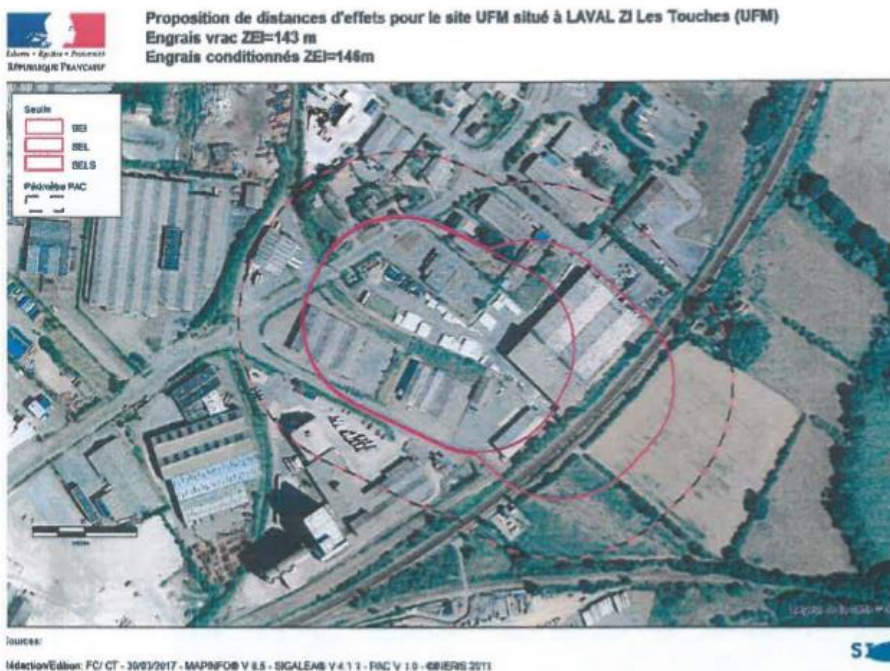 Proposition de distances d'effets pour le site UFM situé à LAVAL ZI Les Touches (UFM)
Engrais vrac ZEI=143 m
Engrais conditionnés ZEI=146m
Liberté • Égalité • Fraternité
RÉPUBLIQUE FRANÇAISE
Seuils
SEI
SEL
SELS
Périmètre PAC
Sources:
Rédaction/Edition: FC/ CT - 30/03/2017 - MAPINFO® V 8.5 - SIGALEA® V 4.1.1 - PAC V 1.0 - ©INERIS 2011